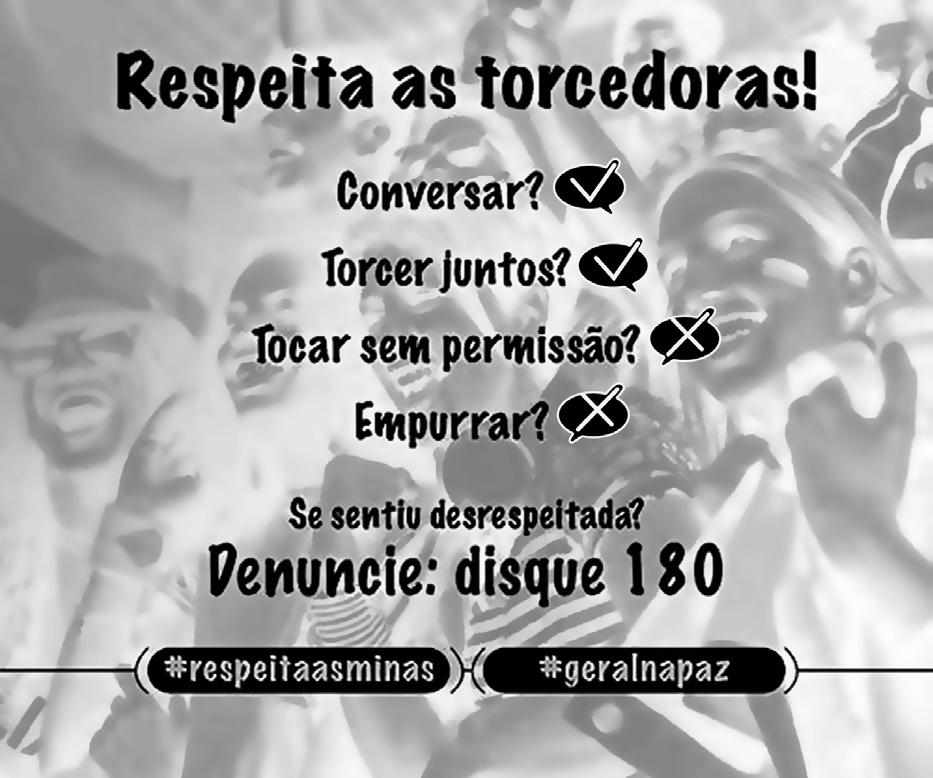 Respeita as torcedoras!
Conversar?
Torcer juntos?
Tocar sem permissão?
Empurrar?
Se sentiu desrespeitada?
Denuncie: disque 180
#respeitaasminas #geralnapaz